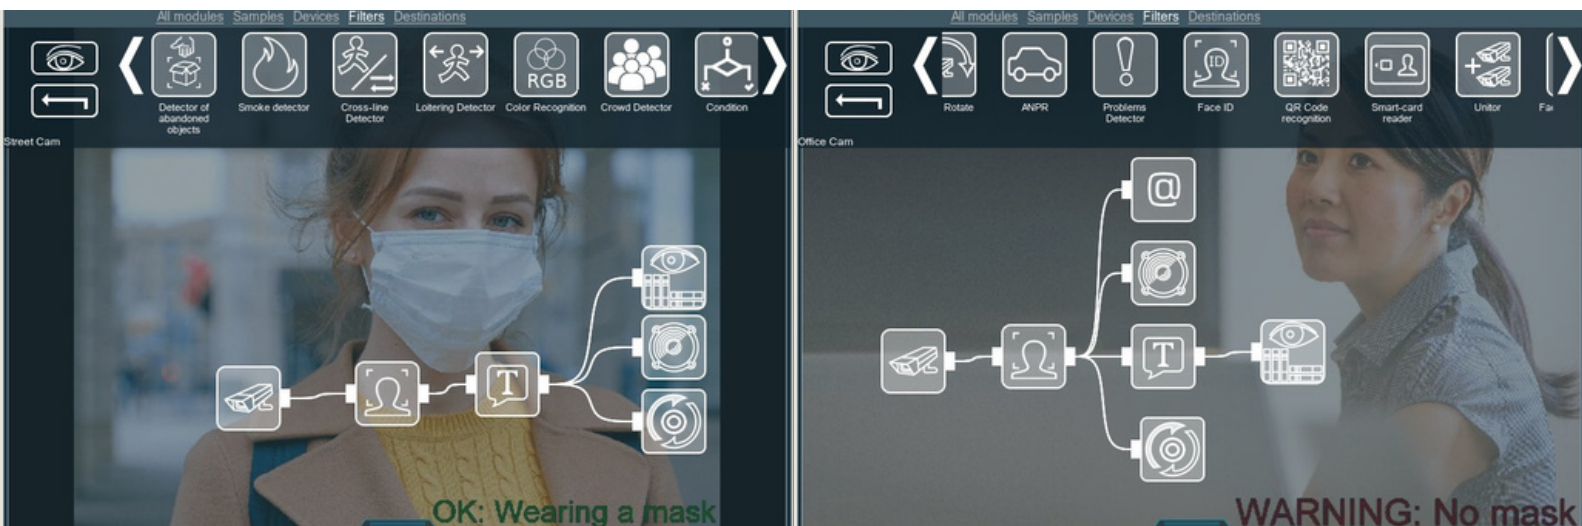 All modules Samples Devices Filters Destinations
Detector of
abandoned
objects
Smoke detector
Cross-line
Detector
Loitering Detector
RGB
Color Recognition
Crowd Detector
Condition
Street Cam
T
OK: Wearing a mask
All modules Samples Devices Filters Destinations
Rotate
ANPR
Problems
Detector
ID
Face ID
QR Code
recognition
Smart-card
reader
Unitor
Office Cam
@
T
WARNING: No mask